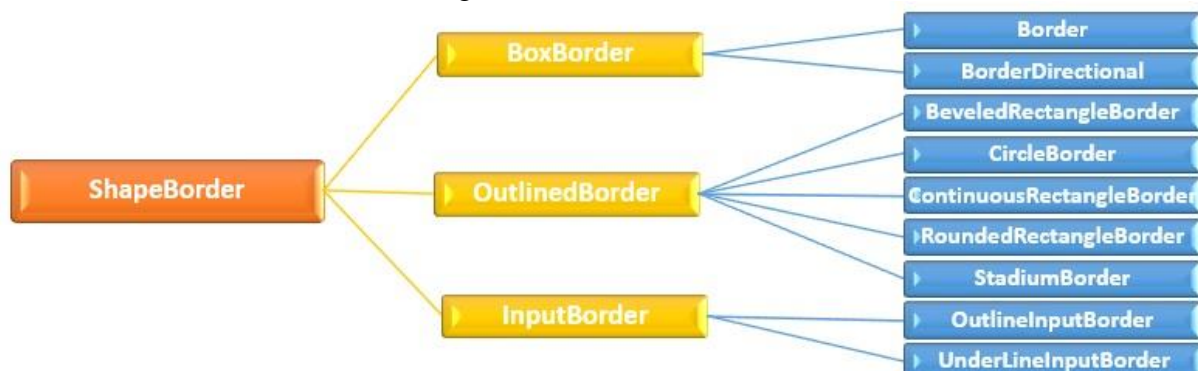 ShapeBorder
BoxBorder
OutlinedBorder
InputBorder
Border
BorderDirectional
BeveledRectangleBorder
CircleBorder
ContinuousRectangleBorder
RoundedRectangleBorder
StadiumBorder
OutlineInputBorder
UnderLineInputBorder